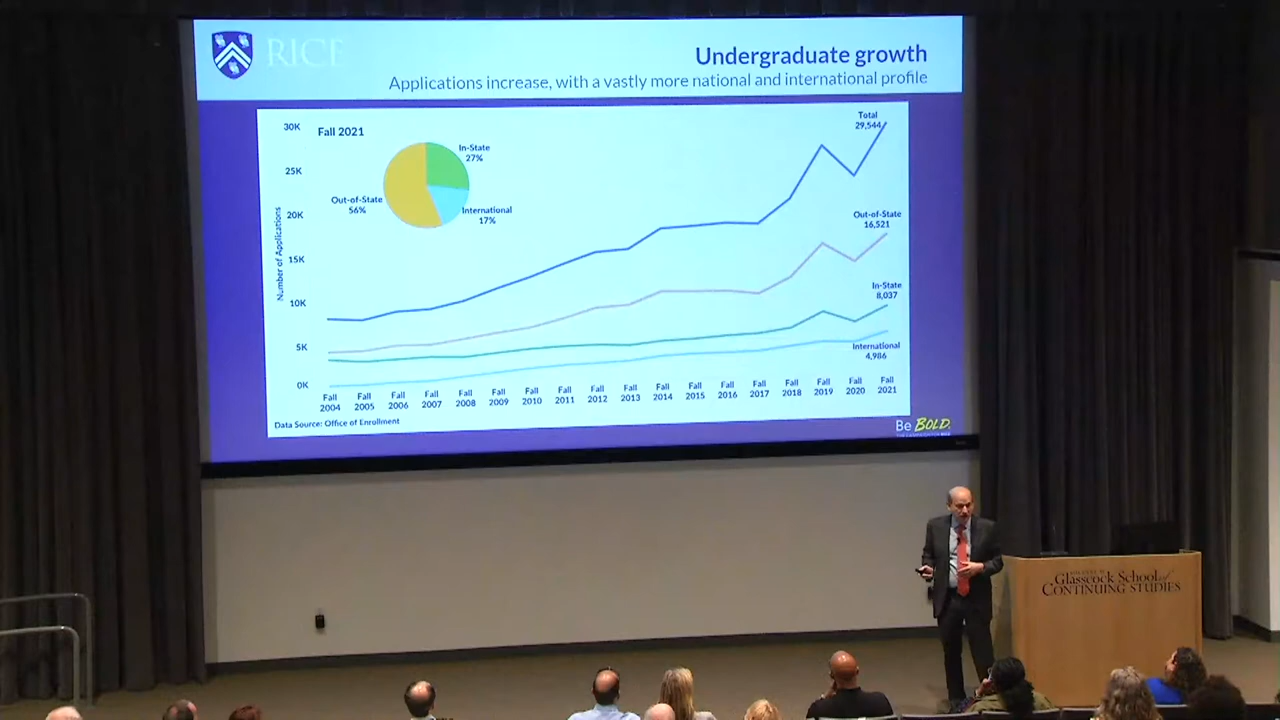 RICE
Undergraduate growth
Applications increase, with a vastly more national and international profile
Fall 2021
In-State
27%
Out-of-State
56%
International
17%
Number of Applications
30K
25K
20K
15K
10K
5K
0K
Total
29,544
Out-of-State
16,521
In-State
8,037
International
4,986
Fall 2004
Fall 2005
Fall 2006
Fall 2007
Fall 2008
Fall 2009
Fall 2010
Fall 2011
Fall 2012
Fall 2013
Fall 2014
Fall 2015
Fall 2016
Fall 2017
Fall 2018
Fall 2019
Fall 2020
Fall 2021
Data Source: Office of Enrollment
Be BOLD.
Glasscock School of
CONTINUING STUDIES